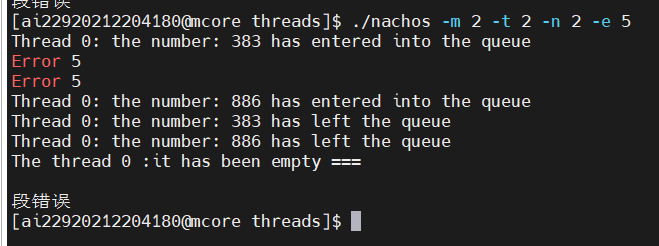 段错误
[ai22920212204180@mcore threads]$ ./nachos -m 2 -t 2 -n 2 -e 5
Thread 0: the number: 383 has entered into the queue
Error 5
Error 5
Thread 0: the number: 886 has entered into the queue
Thread 0: the number: 383 has left the queue
Thread 0: the number: 886 has left the queue
The thread 0 :it has been empty ===
段错误
[ai22920212204180@mcore threads]$